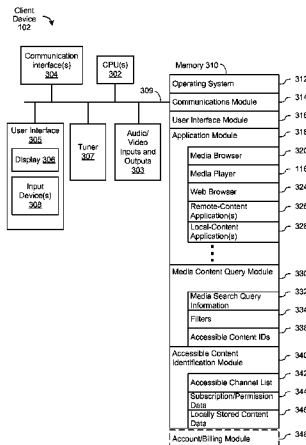 Client
Device
102
Communication
Interface(s)
304
CPU(s)
302
309
User Interface
305
Display 306
Input
Device(s)
308
Tuner
307
Audio/
Video
Inputs and
Outputs
303
Memory 310
Operating System
312
Communications Module
314
User Interface Module
316
Application Module
318
Media Browser
320
Media Player
116
Web Browser
324
Remote-Content
Application(s)
326
Local-Content
Application(s)
328
Media Content Query Module
330
Media Search Query
Information
332
Filters
334
Accessible Content IDs
338
Accessible Content
Identification Module
340
Accessible Channel List
342
Subscription/Permission
Data
344
Locally Stored Content
Data
346
Account/Billing Module
348